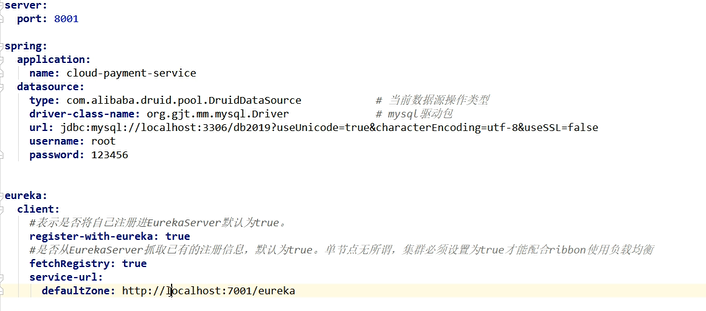 server:
  port: 8001
spring:
  application:
    name: cloud-payment-service
  datasource:
    type: com.alibaba.druid.pool.DruidDataSource            # 当前数据源操作类型
    driver-class-name: org.gjt.mm.mysql.Driver              # mysql驱动包
    url: jdbc:mysql://localhost:3306/db2019?useUnicode=true&characterEncoding=utf-8&useSSL=false
    username: root
    password: 123456
eureka:
  client:
    #表示是否将自己注册进EurekaServer默认为true。
    register-with-eureka: true
    #是否从EurekaServer抓取已有的注册信息，默认为true。单节点无所谓，集群必须设置为true才能配合ribbon使用负载均衡
    fetchRegistry: true
    service-url:
      defaultZone: http://localhost:7001/eureka